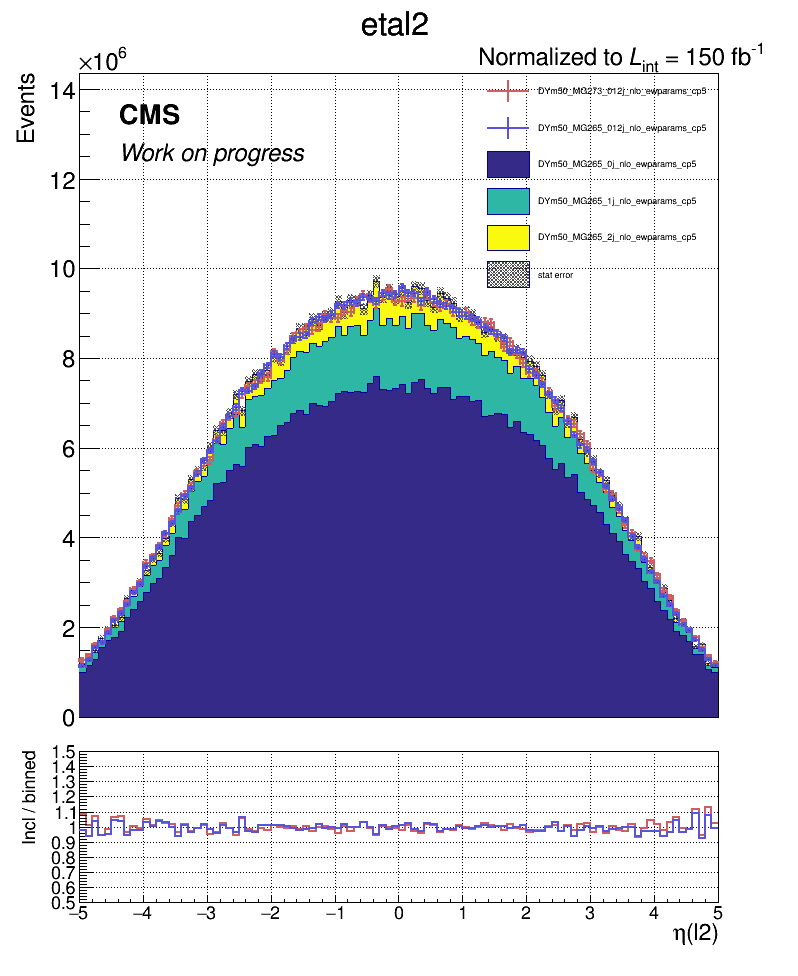 etal2
×10⁶
Normalized to L_int = 150 fb⁻¹
Events
CMS
Work on progress
DYm50_MG273_012j_nlo_ewparams_cp5
DYm50_MG265_012j_nlo_ewparams_cp5
DYm50_MG265_0j_nlo_ewparams_cp5
DYm50_MG265_1j_nlo_ewparams_cp5
DYm50_MG265_2j_nlo_ewparams_cp5
stat error
14
12
10
8
6
4
2
0
Incl / binned
1.5
1.4
1.3
1.2
1.1
1
0.9
0.8
0.7
0.6
0.5
−5 −4 −3 −2 −1 0 1 2 3 4 5
η(l2)